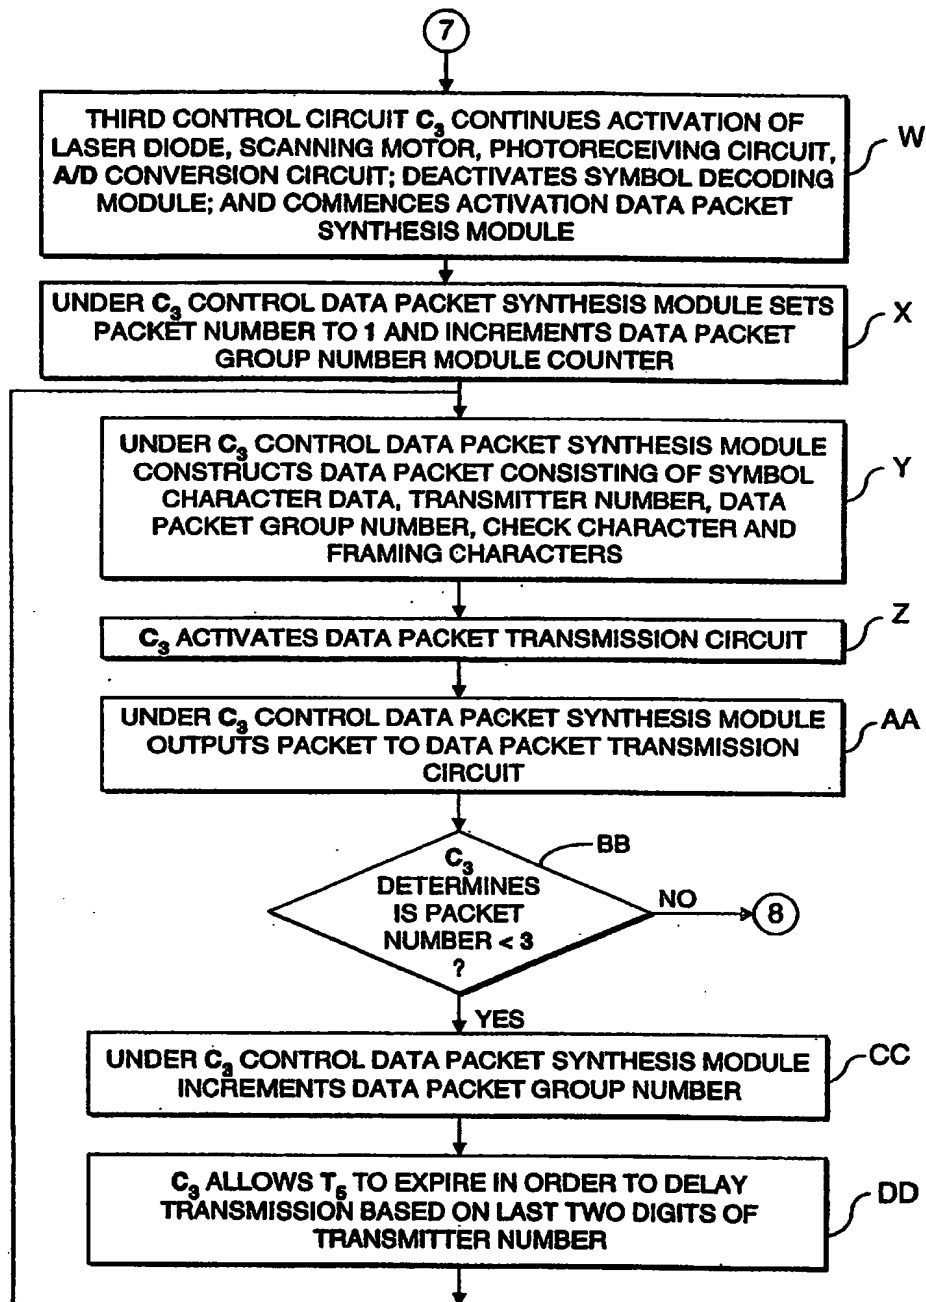 7
THIRD CONTROL CIRCUIT C3 CONTINUES ACTIVATION OF
LASER DIODE, SCANNING MOTOR, PHOTORECEIVING CIRCUIT,
A/D CONVERSION CIRCUIT; DEACTIVATES SYMBOL DECODING
MODULE; AND COMMENCES ACTIVATION DATA PACKET
SYNTHESIS MODULE
W
UNDER C3 CONTROL DATA PACKET SYNTHESIS MODULE SETS
PACKET NUMBER TO 1 AND INCREMENTS DATA PACKET
GROUP NUMBER MODULE COUNTER
X
UNDER C3 CONTROL DATA PACKET SYNTHESIS MODULE
CONSTRUCTS DATA PACKET CONSISTING OF SYMBOL
CHARACTER DATA, TRANSMITTER NUMBER, DATA
PACKET GROUP NUMBER, CHECK CHARACTER AND
FRAMING CHARACTERS
Y
C3 ACTIVATES DATA PACKET TRANSMISSION CIRCUIT
Z
UNDER C3 CONTROL DATA PACKET SYNTHESIS MODULE
OUTPUTS PACKET TO DATA PACKET TRANSMISSION
CIRCUIT
AA
C3
DETERMINES
IS PACKET
NUMBER < 3
?
BB
NO
8
YES
UNDER C3 CONTROL DATA PACKET SYNTHESIS MODULE
INCREMENTS DATA PACKET GROUP NUMBER
CC
C3 ALLOWS T5 TO EXPIRE IN ORDER TO DELAY
TRANSMISSION BASED ON LAST TWO DIGITS OF
TRANSMITTER NUMBER
DD